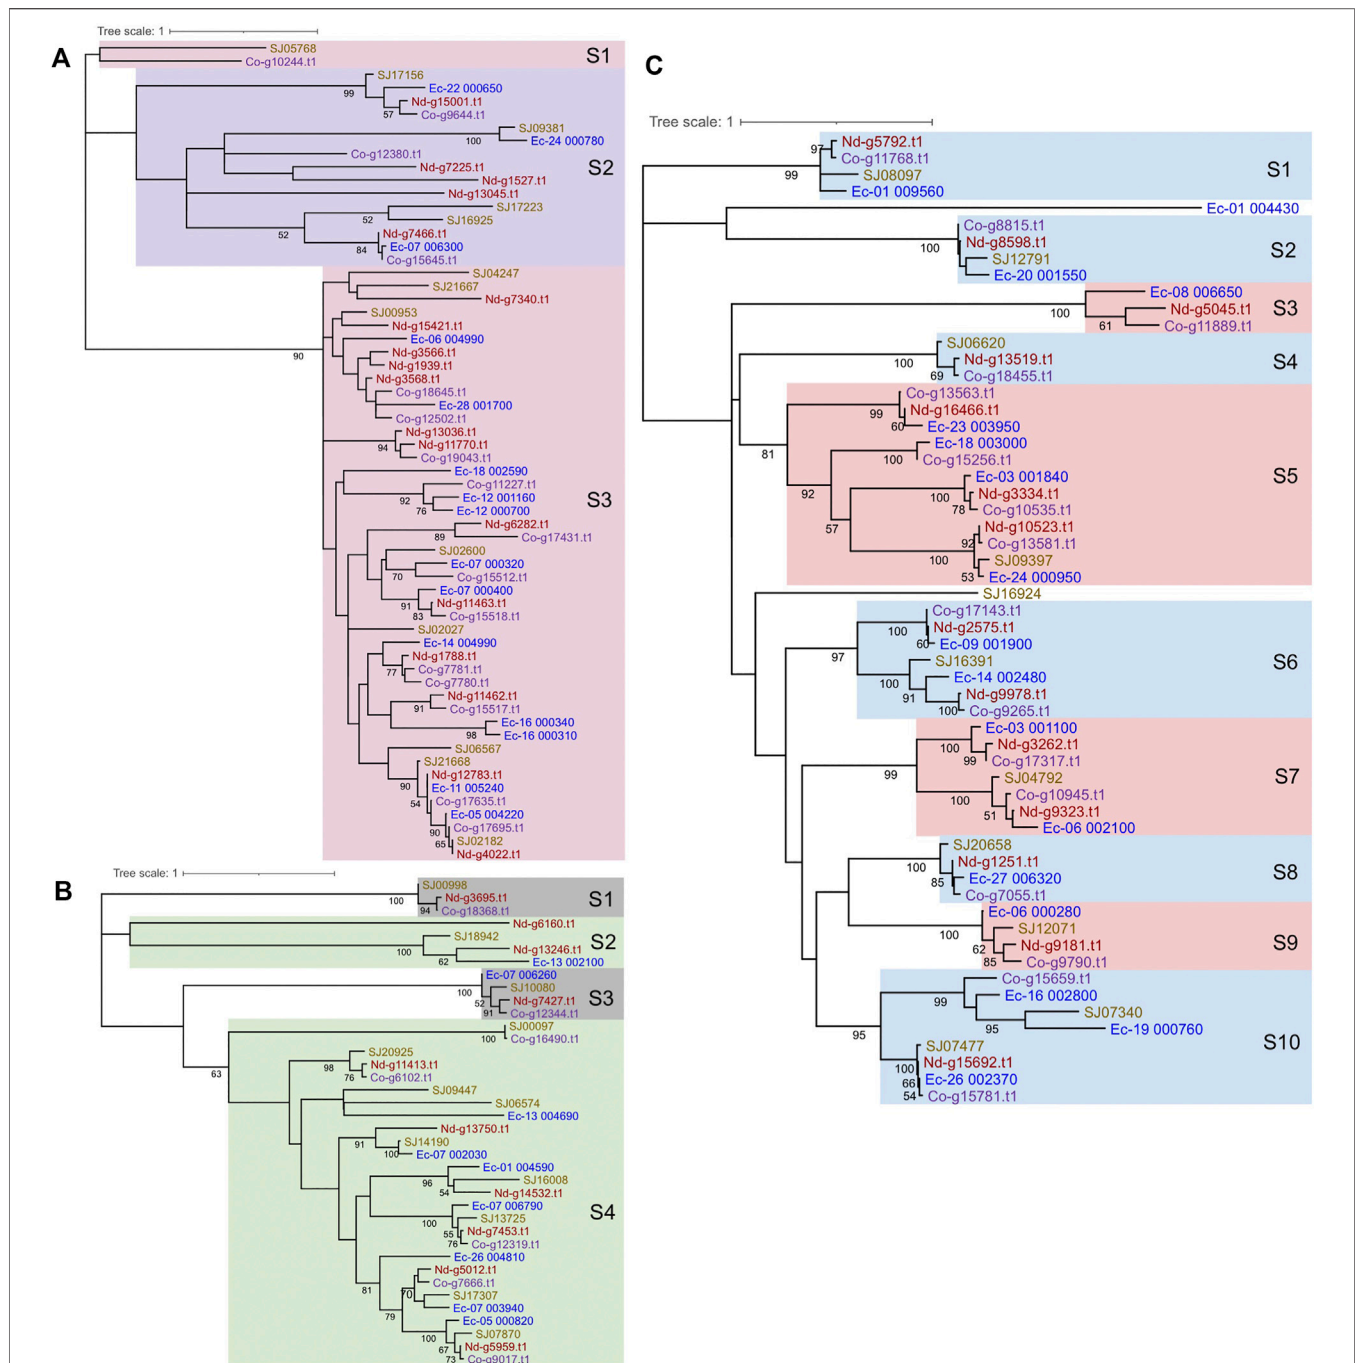 A
Tree scale: 1
SJ05768
Co-g10244.t1
S1
SJ17156
Ec-22 000650
99
Nd-g15001.t1
57
Co-g9644.t1
SJ09381
100
Ec-24 000780
Co-g12380.t1
Nd-g7225.t1
S2
Nd-g1527.t1
Nd-g13045.t1
SJ17223
52
SJ16925
52
Nd-g7466.t1
84
Ec-07 006300
Co-g15645.t1
SJ04247
SJ21667
Nd-g7340.t1
SJ00953
Nd-g15421.t1
Ec-06 004990
90
Nd-g3566.t1
Nd-g1939.t1
Nd-g3568.t1
Co-g18645.t1
Ec-28 001700
Co-g12502.t1
Nd-g13036.t1
94
Nd-g11770.t1
Co-g19043.t1
Ec-18 002590
Co-g11227.t1
92
Ec-12 001160
S3
76
Ec-12 000700
Nd-g6282.t1
89
Co-g17431.t1
SJ02600
Ec-07 000320
70
Co-g15512.t1
Ec-07 000400
91
Nd-g11463.t1
83
Co-g15518.t1
SJ02027
Ec-14 004990
Nd-g1788.t1
77
Co-g7781.t1
Co-g7780.t1
Nd-g11462.t1
91
Co-g15517.t1
Ec-16 000340
98
Ec-16 000310
SJ06567
SJ21668
Nd-g12783.t1
90
Ec-11 005240
54
Co-g17635.t1
Ec-05 004220
90
Co-g17695.t1
65
SJ02182
Nd-g4022.t1
B
Tree scale: 1
SJ00998
100
Nd-g3695.t1
S1
94
Co-g18368.t1
Nd-g6160.t1
SJ18942
S2
100
Nd-g13246.t1
62
Ec-13 002100
Ec-07 006260
100
SJ10080
52
Nd-g7427.t1
S3
91
Co-g12344.t1
SJ00097
100
Co-g16490.t1
63
SJ20925
98
Nd-g11413.t1
76
Co-g6102.t1
SJ09447
SJ06574
Ec-13 004690
Nd-g13750.t1
91
SJ14190
100
Ec-07 002030
Ec-01 004590
96
SJ16008
54
Nd-g14532.t1
Ec-07 006790
S4
100
SJ13725
55
Nd-g7453.t1
76
Co-g12319.t1
Ec-26 004810
Nd-g5012.t1
81
Co-g7666.t1
70
SJ17307
Ec-07 003940
79
Ec-05 000820
100
SJ07870
67
Nd-g5959.t1
73
Co-g9017.t1
C
Tree scale: 1
Nd-g5792.t1
97
Co-g11768.t1
S1
99
SJ08097
Ec-01 009560
Ec-01 004430
Co-g8815.t1
100
Nd-g8598.t1
S2
SJ12791
Ec-20 001550
Ec-08 006650
100
Nd-g5045.t1
S3
61
Co-g11889.t1
SJ06620
100
Nd-g13519.t1
S4
69
Co-g18455.t1
Co-g13563.t1
99
Nd-g16466.t1
60
Ec-23 003950
Ec-18 003000
81
100
Co-g15256.t1
Ec-03 001840
S5
92
100
Nd-g3334.t1
78
Co-g10535.t1
57
Nd-g10523.t1
92
Co-g13581.t1
100
SJ09397
53
Ec-24 000950
SJ16924
Co-g17143.t1
100
Nd-g2575.t1
60
Ec-09 001900
97
SJ16391
S6
100
Ec-14 002480
91
Nd-g9978.t1
100
Co-g9265.t1
Ec-03 001100
100
Nd-g3262.t1
99
Co-g17317.t1
99
SJ04792
S7
100
Co-g10945.t1
51
Nd-g9323.t1
Ec-06 002100
SJ20658
100
Nd-g1251.t1
S8
85
Ec-27 006320
Co-g7055.t1
Ec-06 000280
100
SJ12071
62
Nd-g9181.t1
S9
85
Co-g9790.t1
Co-g15659.t1
99
Ec-16 002800
SJ07340
95
95
Ec-19 000760
S10
SJ07477
100
Nd-g15692.t1
66
Ec-26 002370
54
Co-g15781.t1